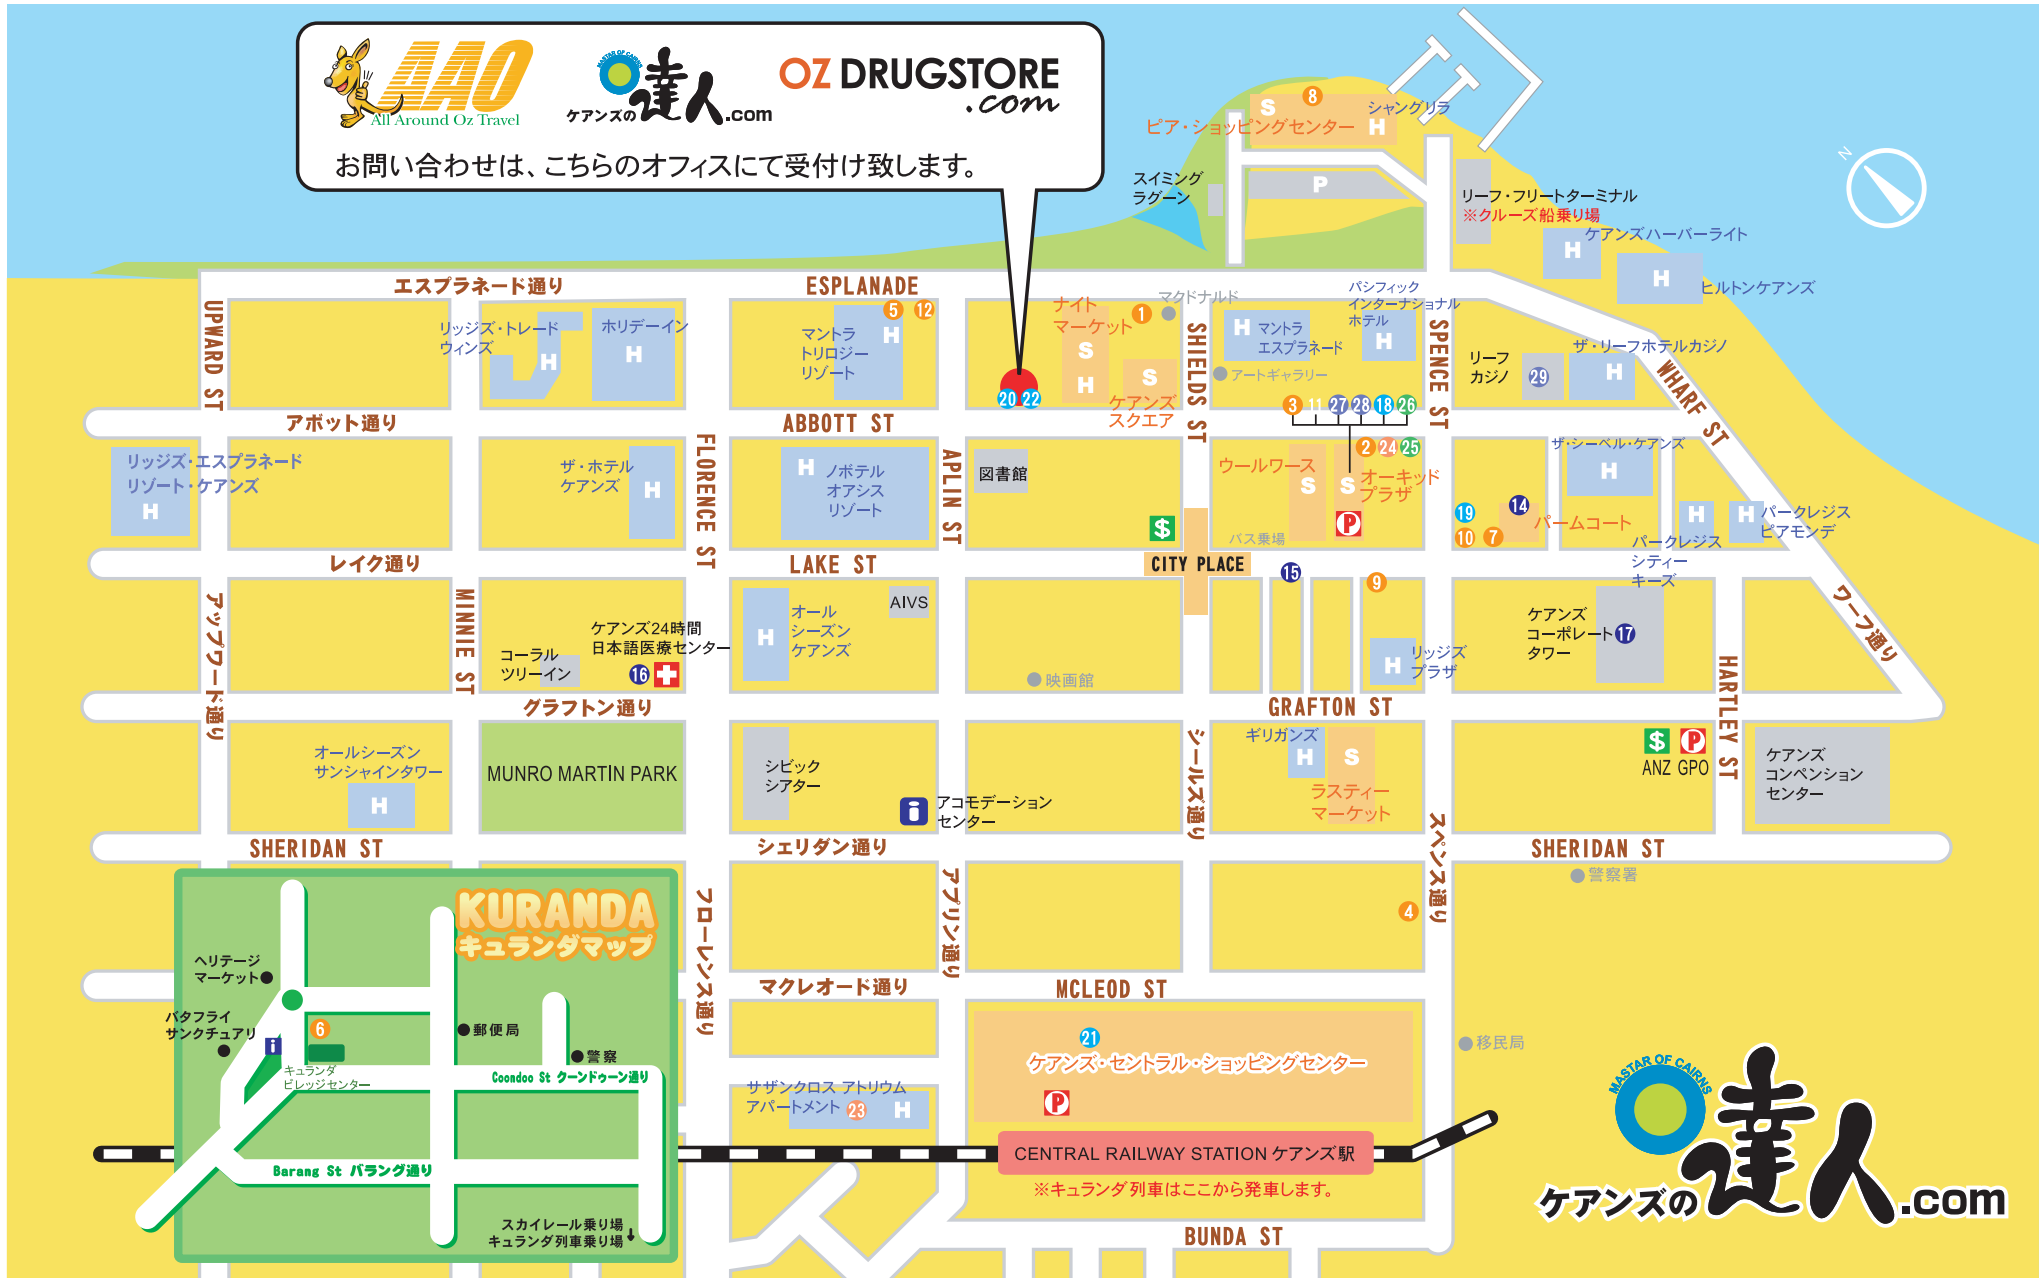 AAO
All Around Oz Travel
MASTAR OF CAIRNS
ケアンズの達人.com
OZ DRUGSTORE
.com
お問い合わせは、こちらのオフィスにて受付け致します。
S
8
シャングリラ
ピア・ショッピングセンター
H
スイミング
ラグーン
P
リーフ・フリートターミナル
※クルーズ船乗り場
N
H
ケアンズハーバーライト
H
ヒルトンケアンズ
エスプラネード通り
ESPLANADE
UPWARD ST
リッジズ・トレード
ウィンズ
H
ホリデーイン
H
マントラ
トリロジー
リゾート
5
12
H
20
22
ナイト
マーケット
1
マクドナルド
S
H
S
ケアンズ
スクエア
SHIELDS ST
H
マントラ
エスプラネード
パシフィック
インターナショナル
ホテル
H
アートギャラリー
SPENCE ST
リーフ
カジノ
29
ザ・リーフホテルカジノ
H
WHARF ST
3
11
27
28
18
26
アボット通り
ABBOTT ST
リッジズ・エスプラネード
リゾート・ケアンズ
H
ザ・ホテル
ケアンズ
H
FLORENCE ST
H
ノボテル
オアシス
リゾート
APLIN ST
図書館
$
ウールワース
S
2
24
25
S
オーキッド
プラザ
P
バス乗場
19
14
10
7
パームコート
ザ・シーベル・ケアンズ
H
H
H
パークレジス
ピアモンデ
パークレジス
シティー
キーズ
レイク通り
LAKE ST
CITY PLACE
アップワード通り
MINNIE ST
コーラル
ツリーイン
ケアンズ24時間
日本語医療センター
16
H
オール
シーズン
ケアンズ
AIVS
映画館
15
9
H
リッジズ
プラザ
ケアンズ
コーポレート
タワー
17
HARTLEY ST
ワーフ通り
グラフトン通り
GRAFTON ST
オールシーズン
サンシャインタワー
H
MUNRO MARTIN PARK
シビック
シアター
i
アコモデーション
センター
シールズ通り
ギリガンズ
H
S
ラスティー
マーケット
スペンス通り
$
P
ANZ GPO
ケアンズ
コンペンション
センター
SHERIDAN ST
シェリダン通り
SHERIDAN ST
警察署
KURANDA
キュランダマップ
ヘリテージ
マーケット
バタフライ
サンクチュアリ
i
6
キュランダ
ビレッジセンター
郵便局
警察
Coondoo St クーンドゥーン通り
Barang St バラング通り
スカイレール乗り場
キュランダ列車乗り場
フローレンス通り
アプリン通り
4
マクレオード通り
MCLEOD ST
21
ケアンズ・セントラル・ショッピングセンター
P
移民局
サザンクロス アトリウム
アパートメント
23
H
CENTRAL RAILWAY STATION ケアンズ駅
※キュランダ列車はここから発車します。
BUNDA ST
MASTAR OF CAIRNS
ケアンズの達人.com